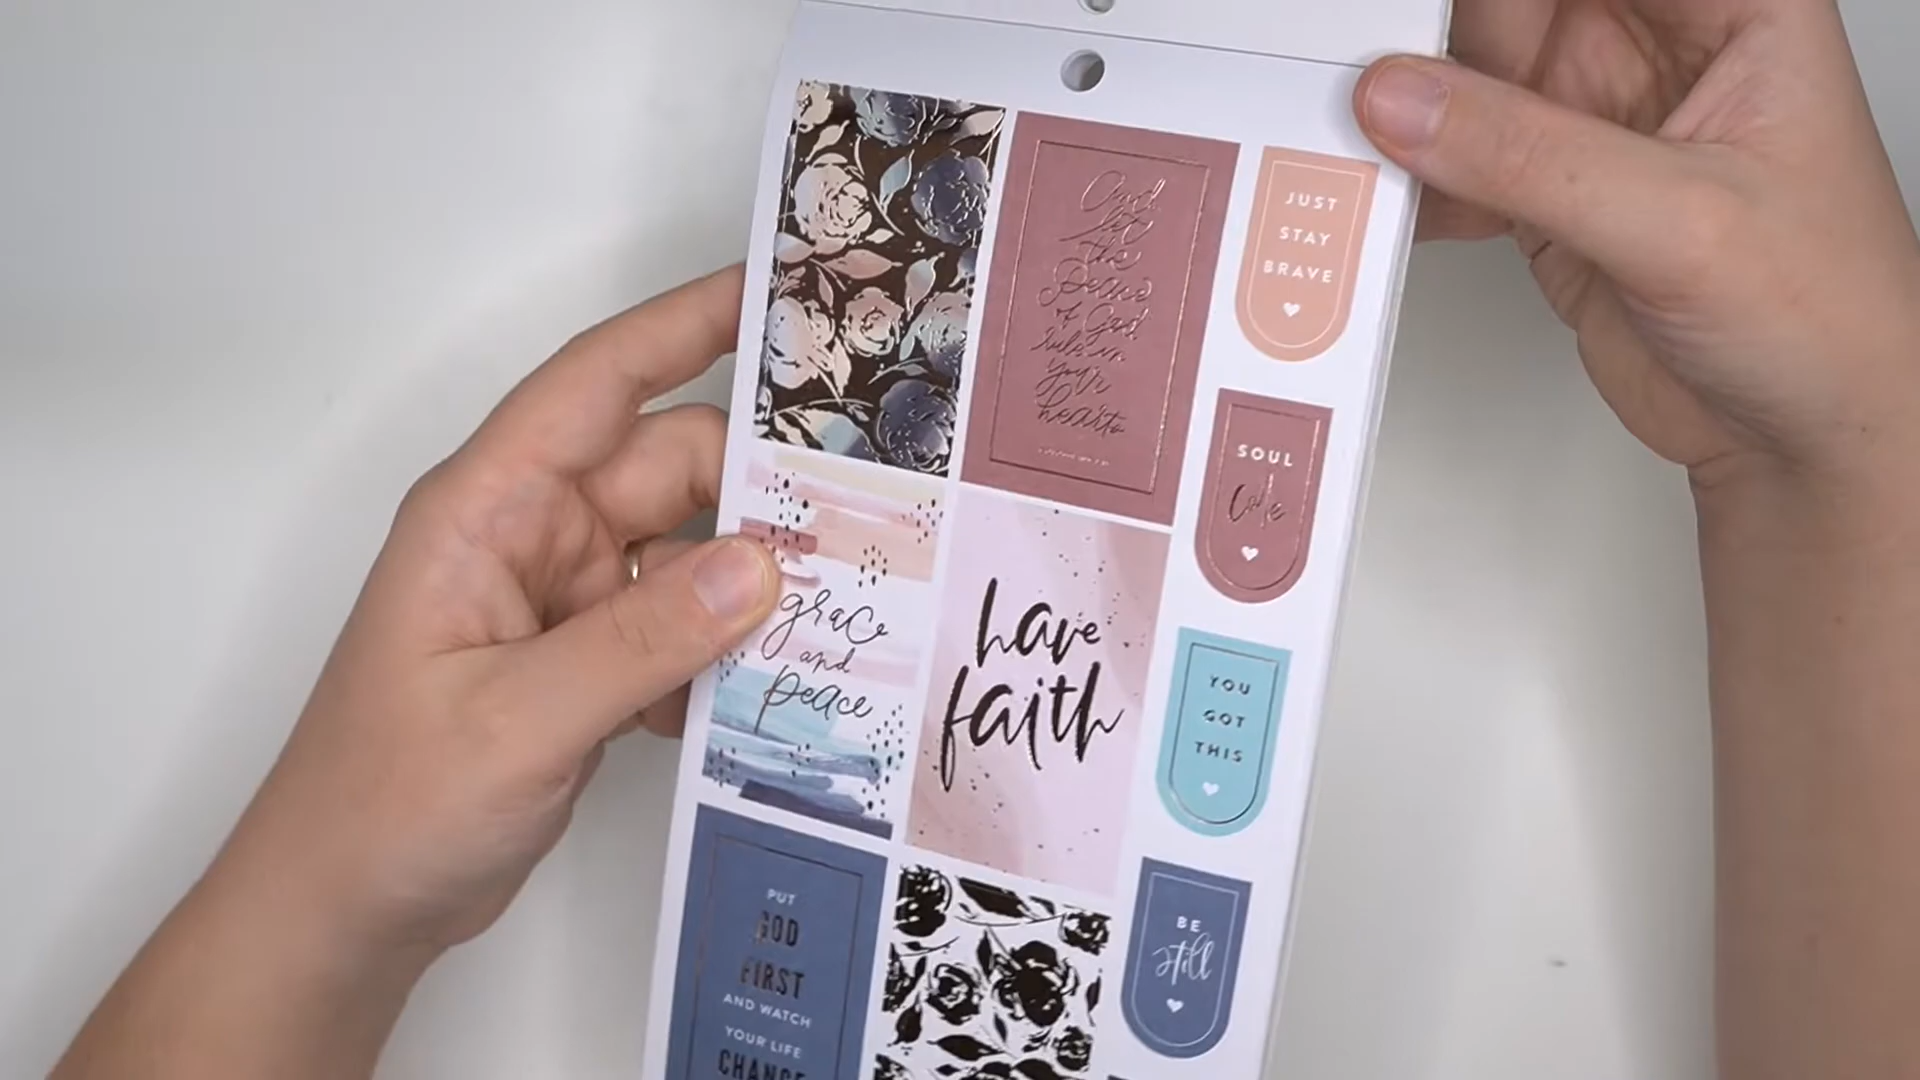 And
let
the
Peace
of God
rule in
your
hearts
JUST
STAY
BRAVE
SOUL
Care
grace
and
peace
have
faith
YOU
GOT
THIS
PUT
GOD
FIRST
AND WATCH
YOUR LIFE
CHANGE
BE
still